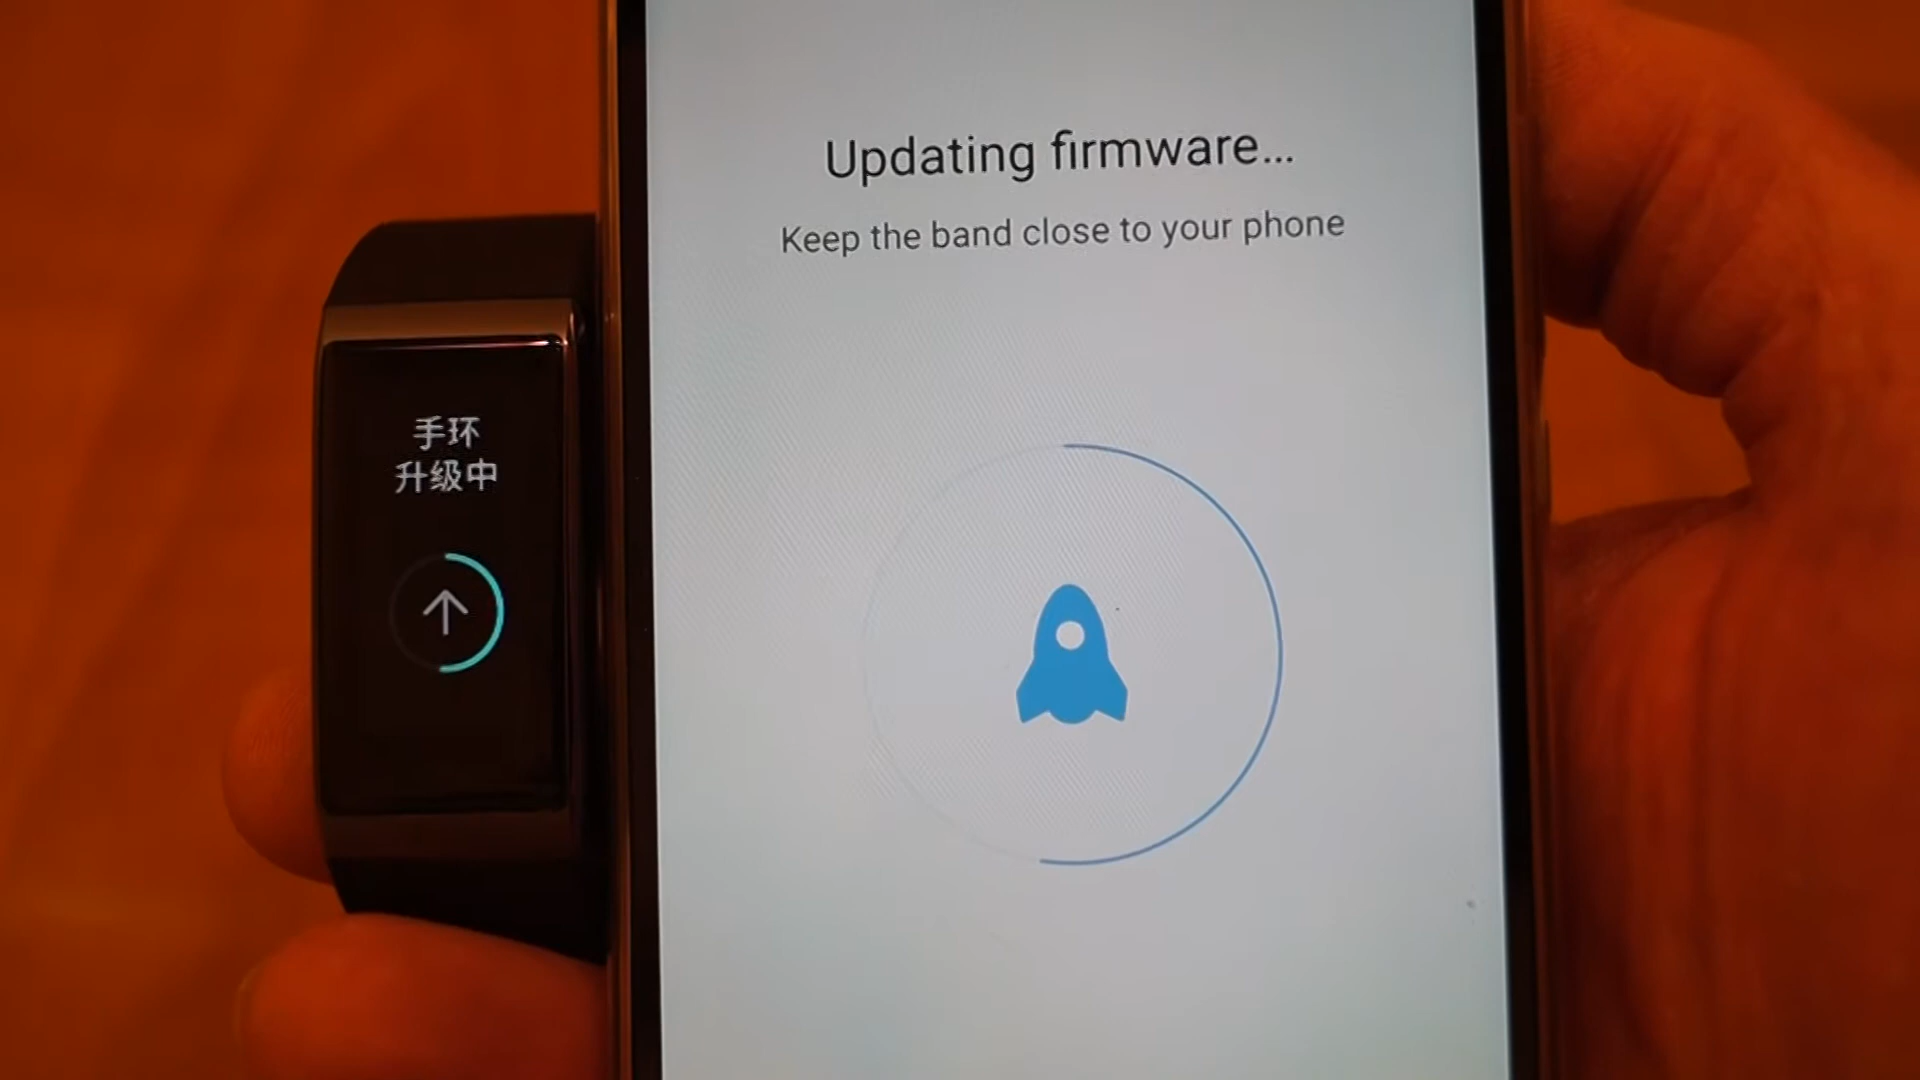 Updating firmware...
Keep the band close to your phone
手环
升级中